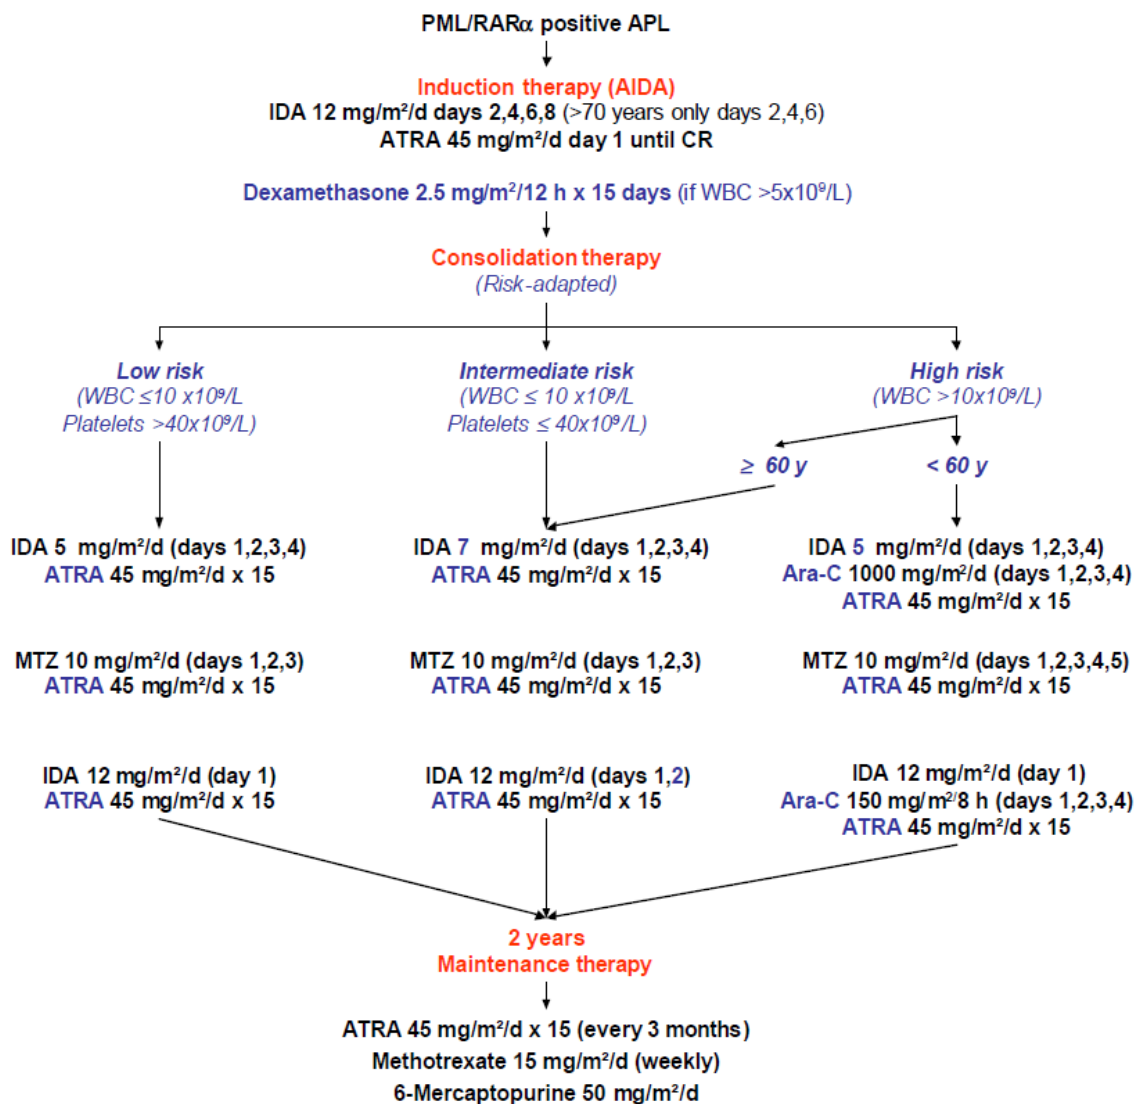 PML/RARα positive APL
Induction therapy (AIDA)
IDA 12 mg/m²/d days 2,4,6,8 (>70 years only days 2,4,6)
ATRA 45 mg/m²/d day 1 until CR
Dexamethasone 2.5 mg/m²/12 h x 15 days (if WBC >5x10⁹/L)
Consolidation therapy
(Risk-adapted)
Low risk
(WBC ≤10 x10⁹/L
Platelets >40x10⁹/L)
Intermediate risk
(WBC ≤ 10 x10⁹/L
Platelets ≤ 40x10⁹/L)
High risk
(WBC >10x10⁹/L)
≥ 60 y
< 60 y
IDA 5 mg/m²/d (days 1,2,3,4)
ATRA 45 mg/m²/d x 15
IDA 7 mg/m²/d (days 1,2,3,4)
ATRA 45 mg/m²/d x 15
IDA 5 mg/m²/d (days 1,2,3,4)
Ara-C 1000 mg/m²/d (days 1,2,3,4)
ATRA 45 mg/m²/d x 15
MTZ 10 mg/m²/d (days 1,2,3)
ATRA 45 mg/m²/d x 15
MTZ 10 mg/m²/d (days 1,2,3)
ATRA 45 mg/m²/d x 15
MTZ 10 mg/m²/d (days 1,2,3,4,5)
ATRA 45 mg/m²/d x 15
IDA 12 mg/m²/d (day 1)
ATRA 45 mg/m²/d x 15
IDA 12 mg/m²/d (days 1,2)
ATRA 45 mg/m²/d x 15
IDA 12 mg/m²/d (day 1)
Ara-C 150 mg/m²/8 h (days 1,2,3,4)
ATRA 45 mg/m²/d x 15
2 years
Maintenance therapy
ATRA 45 mg/m²/d x 15 (every 3 months)
Methotrexate 15 mg/m²/d (weekly)
6-Mercaptopurine 50 mg/m²/d